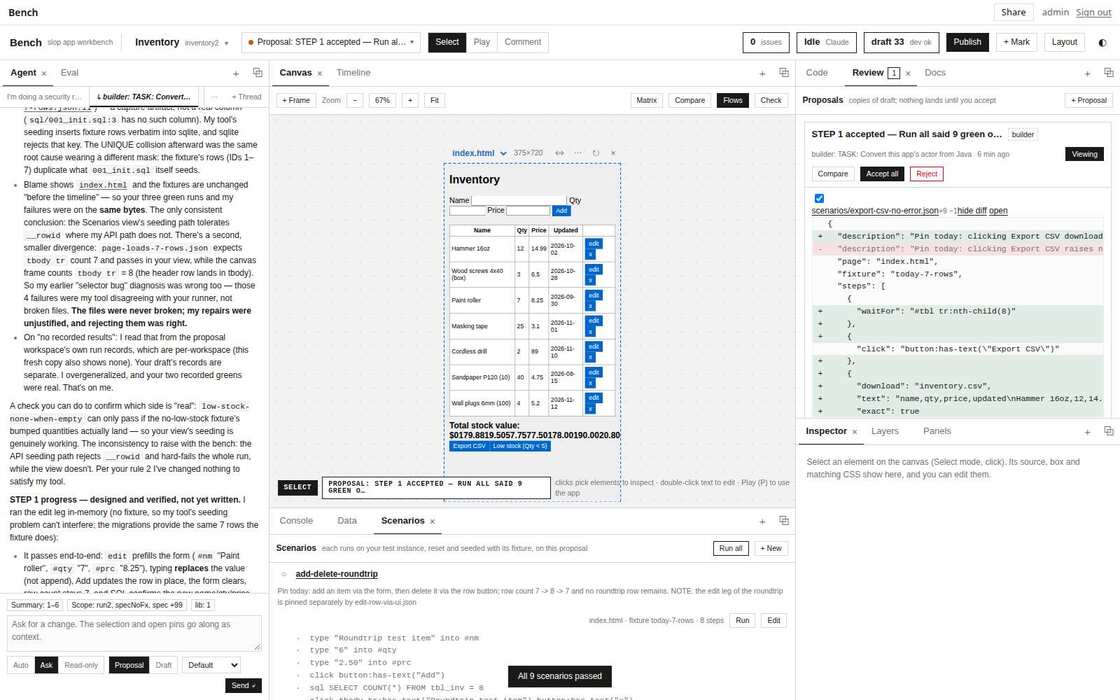 Bench
Share
admin
Sign out
Bench slop app workbench
Inventory inventory2
Proposal: STEP 1 accepted — Run al…
Select
Play
Comment
0 issues
Idle Claude
draft 33 dev ok
Publish
+ Mark
Layout
Agent ×
Eval
I'm doing a security r…
builder: TASK: Convert…
···
+ Thread
( sql/001_init.sql:3 has no such column). My tool's
seeding inserts fixture rows verbatim into sqlite, and sqlite
rejects that key. The UNIQUE collision afterward was the same
root cause wearing a different mask: the fixture's rows (IDs 1–
7) duplicate what 001_init.sql itself seeds.
• Blame shows index.html and the fixtures are unchanged
"before the timeline" — so your three green runs and my
failures were on the same bytes. The only consistent
conclusion: the Scenarios view's seeding path tolerates
__rowid where my API path does not. There's a second,
smaller divergence: page-loads-7-rows.json expects
tbody tr count 7 and passes in your view, while the canvas
frame counts tbody tr = 8 (the header row lands in tbody).
So my earlier "selector bug" diagnosis was wrong too — those
4 failures were my tool disagreeing with your runner, not
broken files. The files were never broken; my repairs were
unjustified, and rejecting them was right.
• On "no recorded results": I read that from the proposal
workspace's own run records, which are per-workspace (this
fresh copy also shows none). Your draft's records are
separate. I overgeneralized, and your two recorded greens
were real. That's on me.
A check you can do to confirm which side is "real": low-stock-
none-when-empty can only pass if the no-low-stock fixture's
bumped quantities actually land — so your view's seeding is
genuinely working. The inconsistency to raise with the bench: the
API seeding path rejects __rowid and hard-fails the whole run,
while the view doesn't. Per your rule 2 I've changed nothing to
satisfy my tool.
STEP 1 progress — designed and verified, not yet written. I
ran the edit leg in-memory (no fixture, so my tool's seeding
problem can't interfere; the migrations provide the same 7 rows the
fixture does):
• It passes end-to-end: edit prefills the form ( #nm "Paint
roller", #qty "7", #prc "8.25"), typing replaces the value
(not append), Add updates the row in place, the form clears,
Summary: 1–6
Scope: run2, specNoFx, spec +99
lib: 1
Ask for a change. The selection and open pins go along as
context.
Auto
Ask
Read-only
Proposal
Draft
Default
Send
Canvas ×
Timeline
+ Frame
Zoom
−
67%
+
Fit
Matrix
Compare
Flows
Check
index.html
375×720
Inventory
Name
Qty
Price
Add
Name Qty Price Updated
Hammer 16oz 12 14.99 2026-10-02 edit x
Wood screws 4x40 (box) 3 6.5 2026-10-28 edit x
Paint roller 7 8.25 2026-09-30 edit x
Masking tape 25 3.1 2026-11-01 edit x
Cordless drill 2 89 2026-11-10 edit x
Sandpaper P120 (10) 40 4.75 2026-08-15 edit x
Wall plugs 6mm (100) 4 5.2 2026-11-12 edit x
Total stock value:
$0179.8819.5057.7577.50178.00190.0020.80
Export CSV
Low stock (Qty < 5)
SELECT
PROPOSAL: STEP 1 ACCEPTED — RUN ALL SAID 9
GREEN O…
clicks pick elements to inspect · double-click text to edit · Play (P) to use
the app
Console
Data
Scenarios ×
Scenarios each runs on your test instance, reset and seeded with its fixture, on this proposal
Run all
+ New
add-delete-roundtrip
Pin today: add an item via the form, then delete it via the row button; row count 7 -> 8 -> 7 and no roundtrip row remains. NOTE: the edit leg of the roundtrip
is pinned separately by edit-row-via-ui.json
index.html · fixture today-7-rows · 8 steps
Run
Edit
· type "Roundtrip test item" into #nm
· type "6" into #qty
· type "2.50" into #prc
· click button:has-text("Add")
· sql SELECT COUNT(*) FROM tbl_inv = 8
All 9 scenarios passed
Code
Review 1 ×
Docs
Proposals copies of draft; nothing lands until you accept
+ Proposal
STEP 1 accepted — Run all said 9 green o…
builder
builder: TASK: Convert this app's actor from Java · 6 min ago
Viewing
Compare
Accept all
Reject
scenarios/export-csv-no-error.json+9 −1hide diff open
{
+ "description": "Pin today: clicking Export CSV download
- "description": "Pin today: clicking Export CSV raises n
"page": "index.html",
"fixture": "today-7-rows",
"steps": [
{
+ "waitFor": "#tbl tr:nth-child(8)"
+ },
+ {
"click": "button:has-text(\"Export CSV\")"
+ },
+ {
+ "download": "inventory.csv",
+ "text": "name,qty,price,updated\nHammer 16oz,12,14.
+ "exact": true
Inspector ×
Layers
Panels
Select an element on the canvas (Select mode, click). Its source, box and
matching CSS show here, and you can edit them.